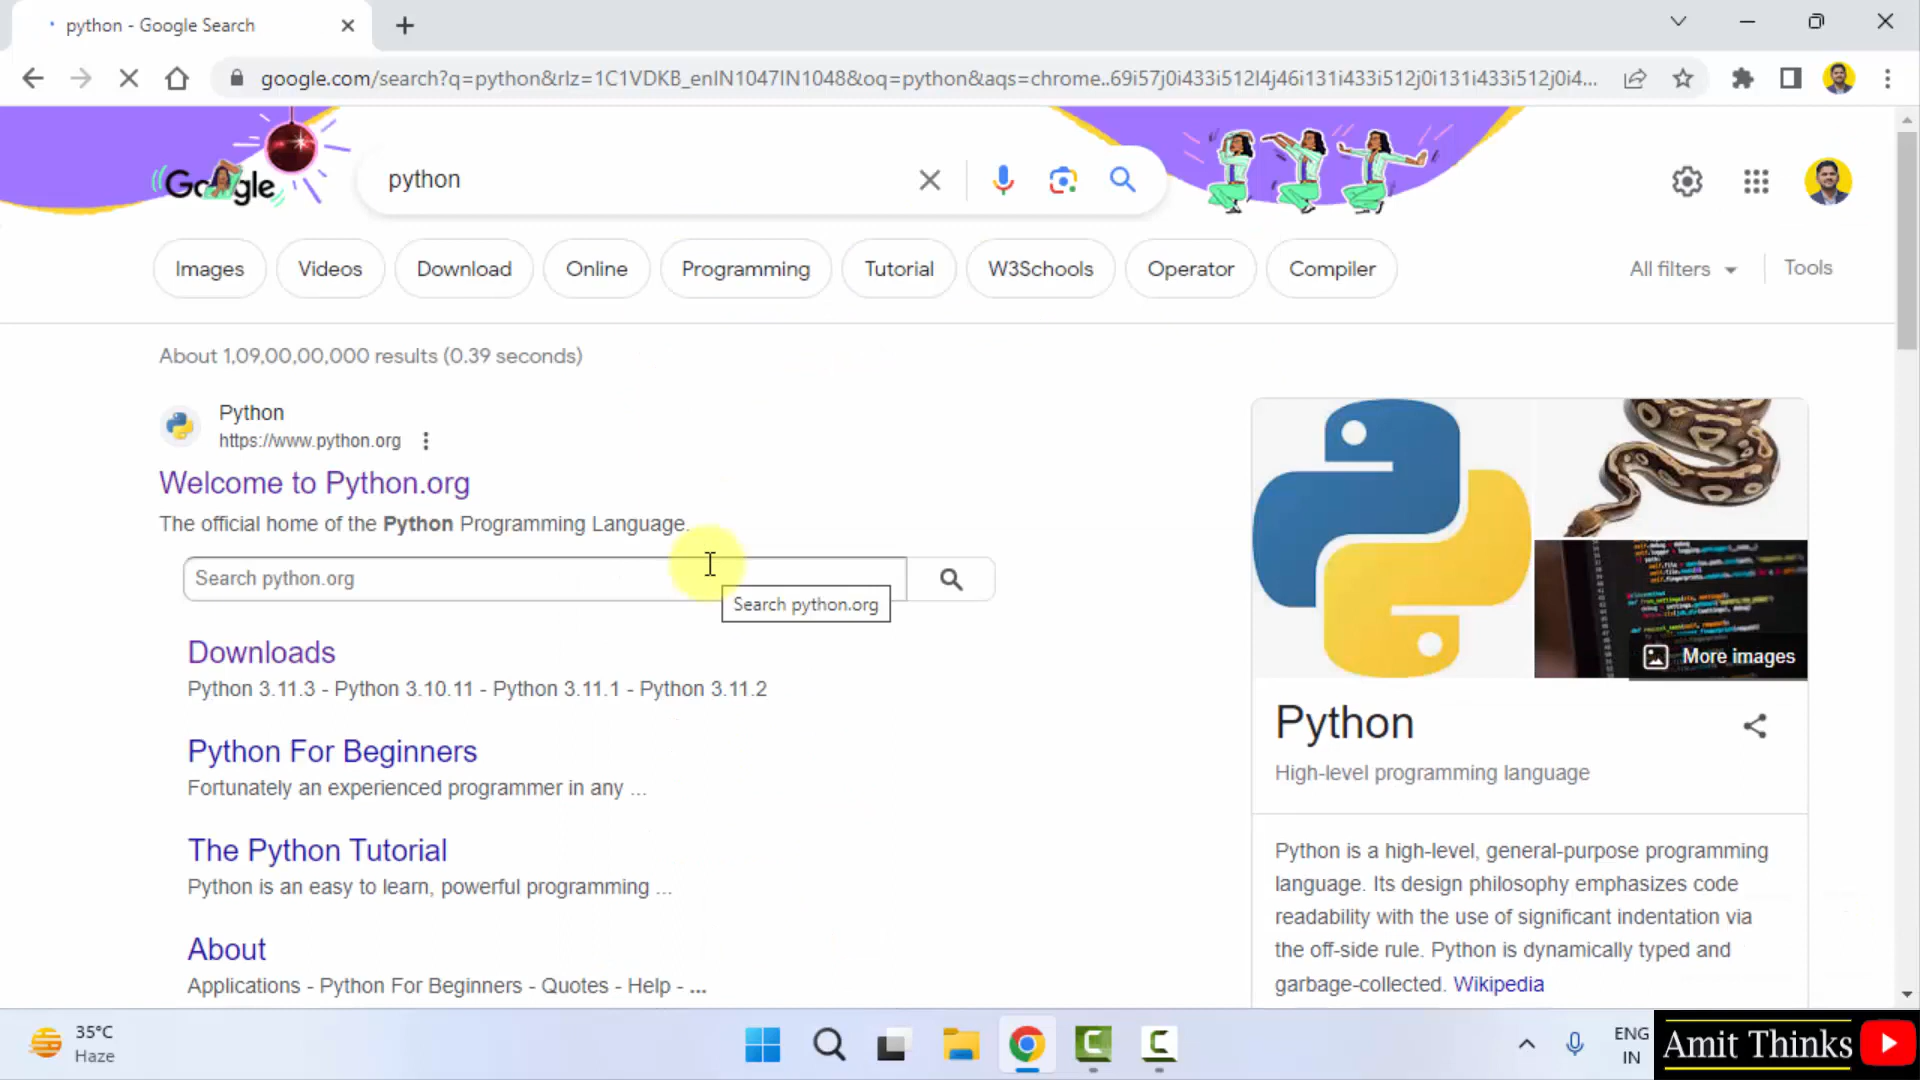 python - Google Search
google.com/search?q=python&rlz=1C1VDKB_enIN1047IN1048&oq=python&aqs=chrome..69i57j0i433i512l4j46i131i433i512j0i131i433i512j0i4...
Google
python
Images Videos Download Online Programming Tutorial W3Schools Operator Compiler All filters Tools
About 1,09,00,00,000 results (0.39 seconds)
Python
https://www.python.org
Welcome to Python.org
The official home of the Python Programming Language.
Search python.org
Search python.org
Downloads
Python 3.11.3 - Python 3.10.11 - Python 3.11.1 - Python 3.11.2
Python For Beginners
Fortunately an experienced programmer in any ...
The Python Tutorial
Python is an easy to learn, powerful programming ...
About
Applications - Python For Beginners - Quotes - Help - ...
More images
Python
High-level programming language
Python is a high-level, general-purpose programming
language. Its design philosophy emphasizes code
readability with the use of significant indentation via
the off-side rule. Python is dynamically typed and
garbage-collected. Wikipedia
35°C
Haze
ENG
IN
Amit Thinks